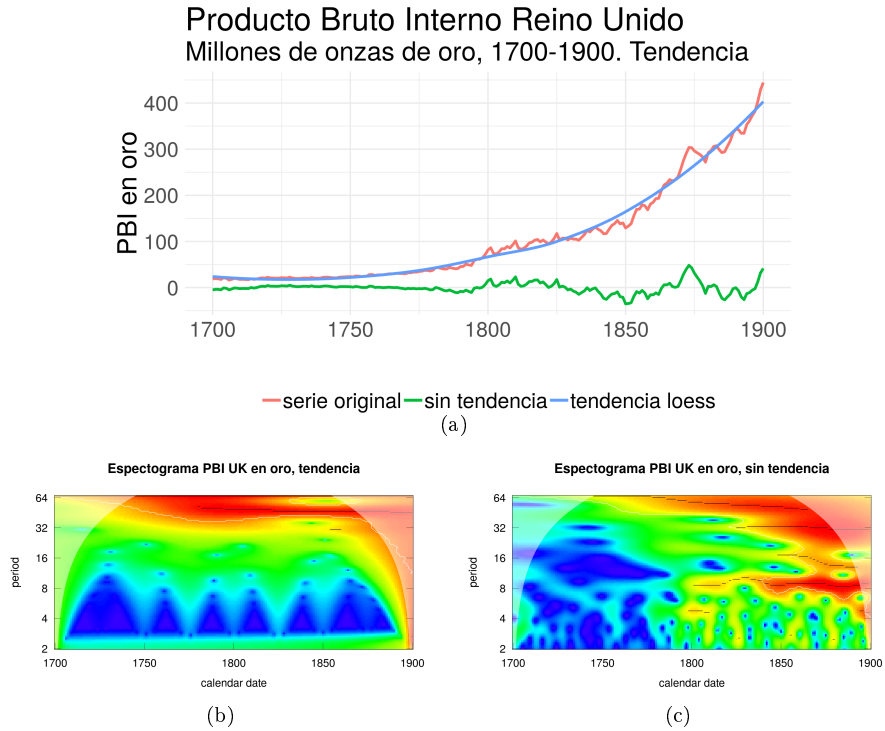 Producto Bruto Interno Reino Unido
Millones de onzas de oro, 1700-1900. Tendencia
PBI en oro
400
300
200
100
0
1700 1750 1800 1850 1900
serie original sin tendencia tendencia loess
(a)
Espectograma PBI UK en oro, tendencia
period
64
32
16
8
4
2
1700 1750 1800 1850 1900
calendar date
(b)
Espectograma PBI UK en oro, sin tendencia
period
64
32
16
8
4
2
1700 1750 1800 1850 1900
calendar date
(c)